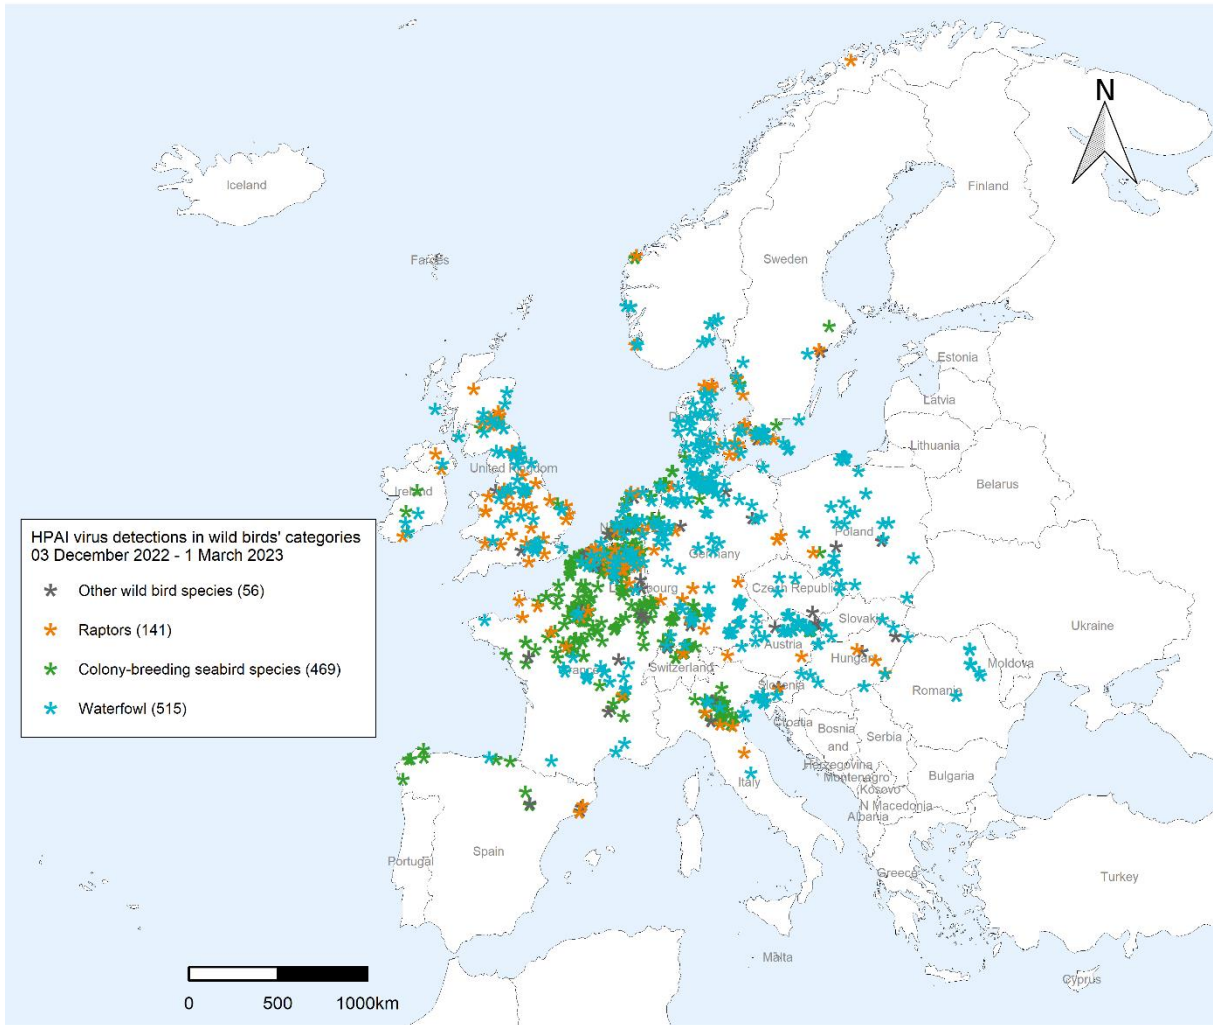 N
Iceland
Finland
Faroes
Sweden
Estonia
Latvia
Lithuania
United Kingdom
Ireland
Belarus
HPAI virus detections in wild birds' categories
03 December 2022 - 1 March 2023
Other wild bird species (56)
Raptors (141)
Colony-breeding seabird species (469)
Waterfowl (515)
Poland
Germany
Czech Republic
Slovakia
Ukraine
Austria
Moldova
Switzerland
Romania
Slovenia
Croatia
Bosnia
and
Herzegovina
Serbia
Montenegro
Kosovo
Bulgaria
Italy
N Macedonia
Albania
Portugal
Spain
Greece
Turkey
Malta
Cyprus
0 500 1000km